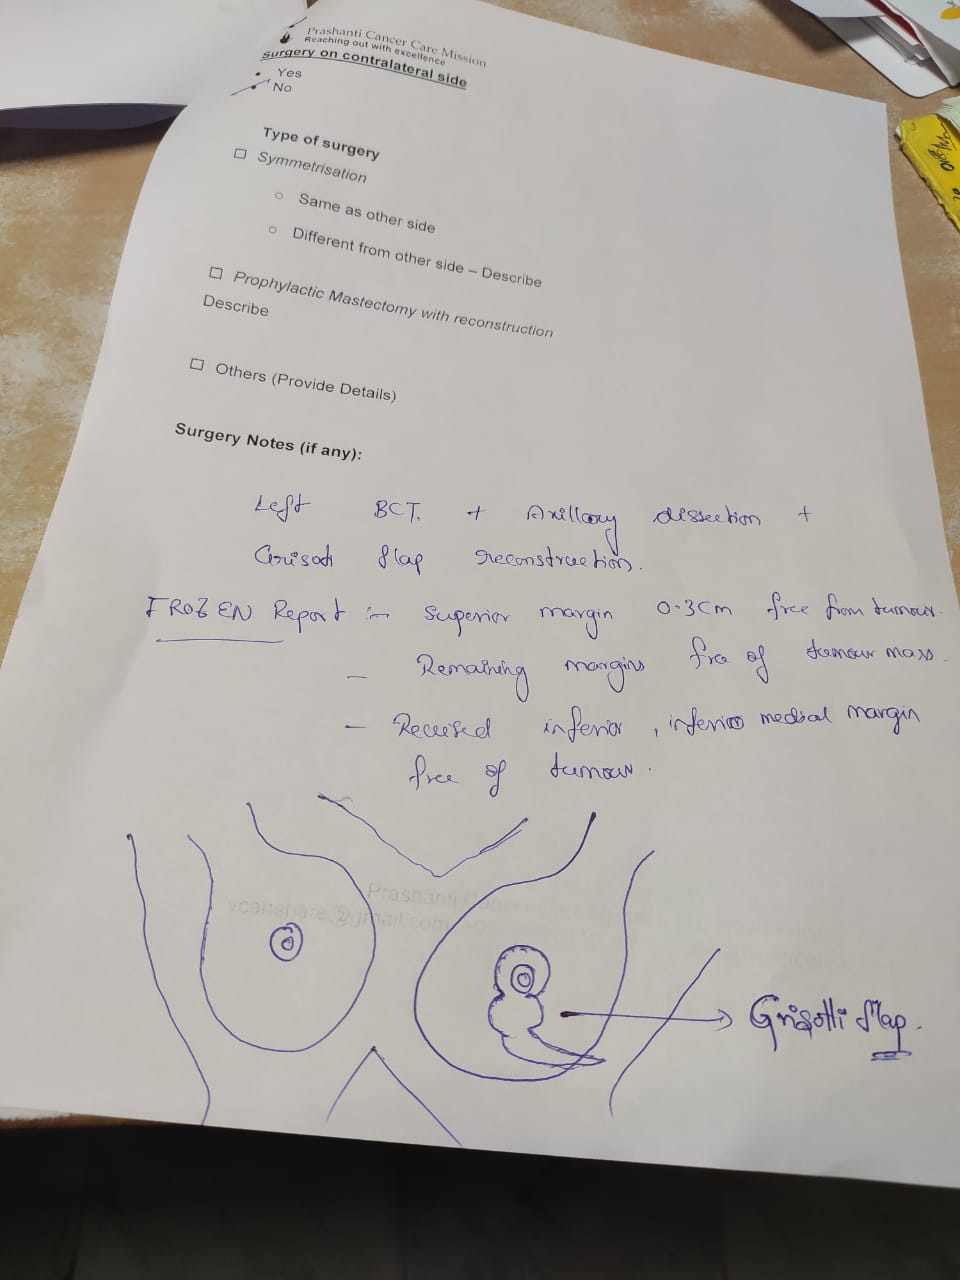 Prashanti Cancer Care Mission
Reaching out with excellence
surgery on contralateral side
• Yes
• No
Type of surgery
□ Symmetrisation
○ Same as other side
○ Different from other side – Describe
□ Prophylactic Mastectomy with reconstruction
Describe
□ Others (Provide Details)
Surgery Notes (if any):
Left BCT. + Axillary dissection +
flap reconstruction.
FROZEN Report :- Superior margin 0.3cm free from tumour.
– Remaining margins free of tumour mass.
– inferior, medial margin
free of tumour.
Prashanti
vcanshare@gmail.com
Grisotti flap.